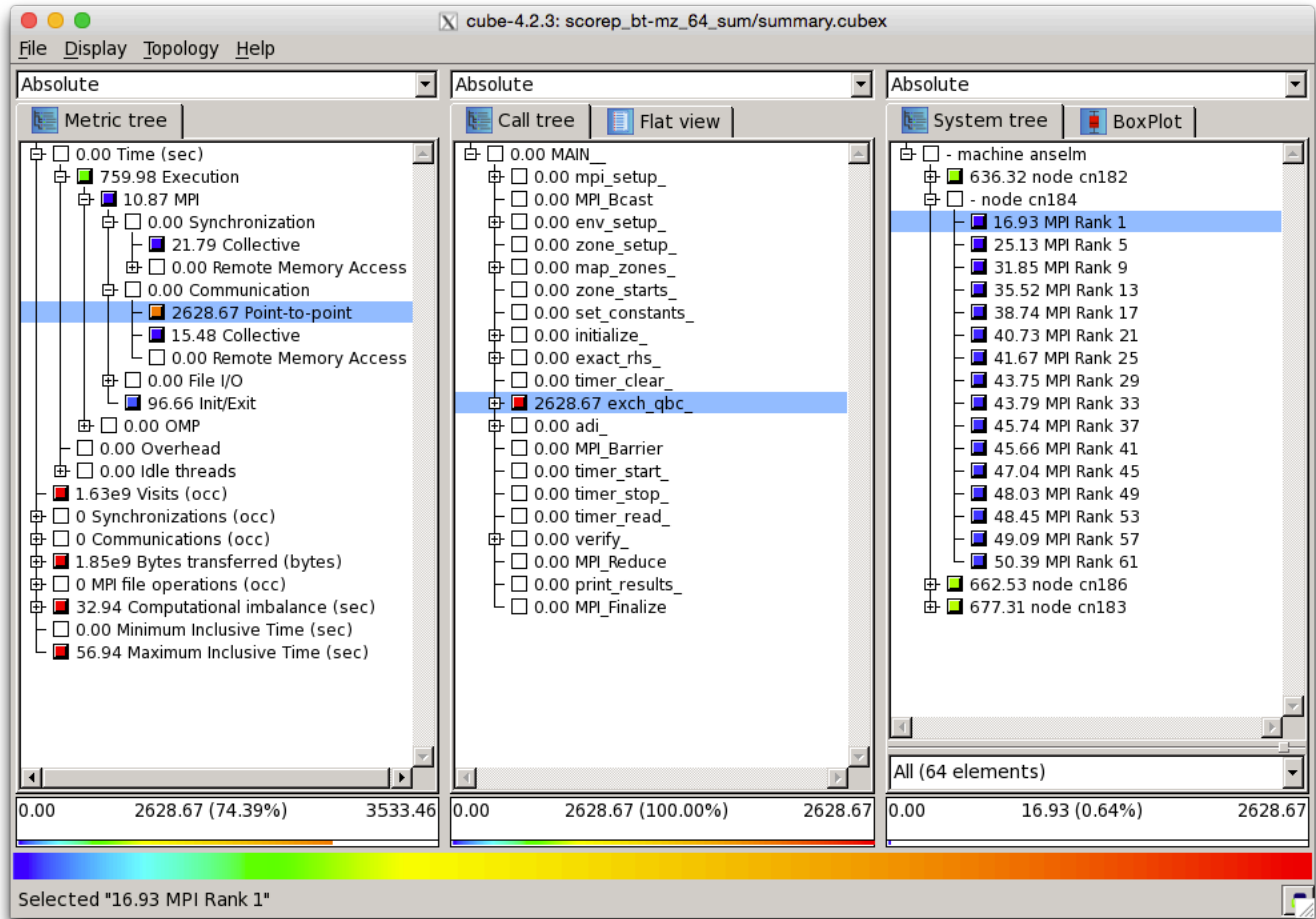 cube-4.2.3: scorep_bt-mz_64_sum/summary.cubex
File Display Topology Help
Absolute
Metric tree
0.00 Time (sec)
759.98 Execution
10.87 MPI
0.00 Synchronization
21.79 Collective
0.00 Remote Memory Access
0.00 Communication
2628.67 Point-to-point
15.48 Collective
0.00 Remote Memory Access
0.00 File I/O
96.66 Init/Exit
0.00 OMP
0.00 Overhead
0.00 Idle threads
1.63e9 Visits (occ)
0 Synchronizations (occ)
0 Communications (occ)
1.85e9 Bytes transferred (bytes)
0 MPI file operations (occ)
32.94 Computational imbalance (sec)
0.00 Minimum Inclusive Time (sec)
56.94 Maximum Inclusive Time (sec)
0.00 2628.67 (74.39%) 3533.46
Absolute
Call tree Flat view
0.00 MAIN__
0.00 mpi_setup_
0.00 MPI_Bcast
0.00 env_setup_
0.00 zone_setup_
0.00 map_zones_
0.00 zone_starts_
0.00 set_constants_
0.00 initialize_
0.00 exact_rhs_
0.00 timer_clear_
2628.67 exch_qbc_
0.00 adi_
0.00 MPI_Barrier
0.00 timer_start_
0.00 timer_stop_
0.00 timer_read_
0.00 verify_
0.00 MPI_Reduce
0.00 print_results_
0.00 MPI_Finalize
0.00 2628.67 (100.00%) 2628.67
Absolute
System tree BoxPlot
- machine anselm
636.32 node cn182
- node cn184
16.93 MPI Rank 1
25.13 MPI Rank 5
31.85 MPI Rank 9
35.52 MPI Rank 13
38.74 MPI Rank 17
40.73 MPI Rank 21
41.67 MPI Rank 25
43.75 MPI Rank 29
43.79 MPI Rank 33
45.74 MPI Rank 37
45.66 MPI Rank 41
47.04 MPI Rank 45
48.03 MPI Rank 49
48.45 MPI Rank 53
49.09 MPI Rank 57
50.39 MPI Rank 61
662.53 node cn186
677.31 node cn183
All (64 elements)
0.00 16.93 (0.64%) 2628.67
Selected "16.93 MPI Rank 1"